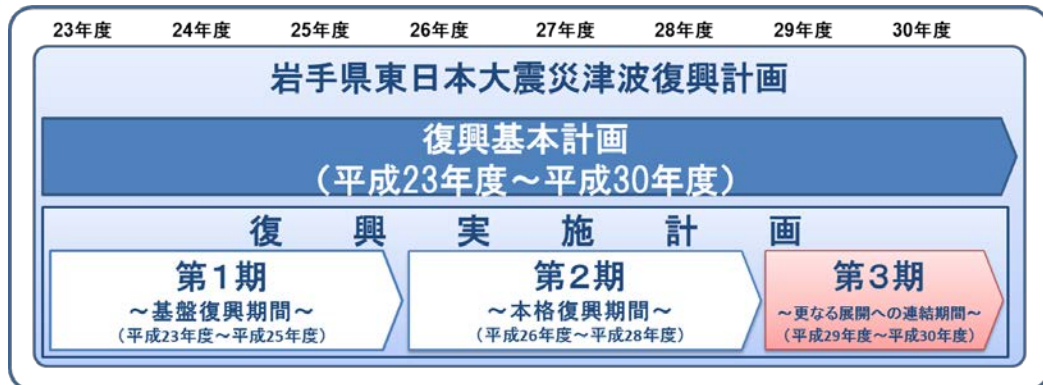 23年度 24年度 25年度 26年度 27年度 28年度 29年度 30年度
岩手県東日本大震災津波復興計画
復興基本計画
（平成23年度～平成30年度）
復興実施計画
第１期
～基盤復興期間～
（平成23年度～平成25年度）
第２期
～本格復興期間～
（平成26年度～平成28年度）
第３期
～更なる展開への連結期間～
（平成29年度～平成30年度）